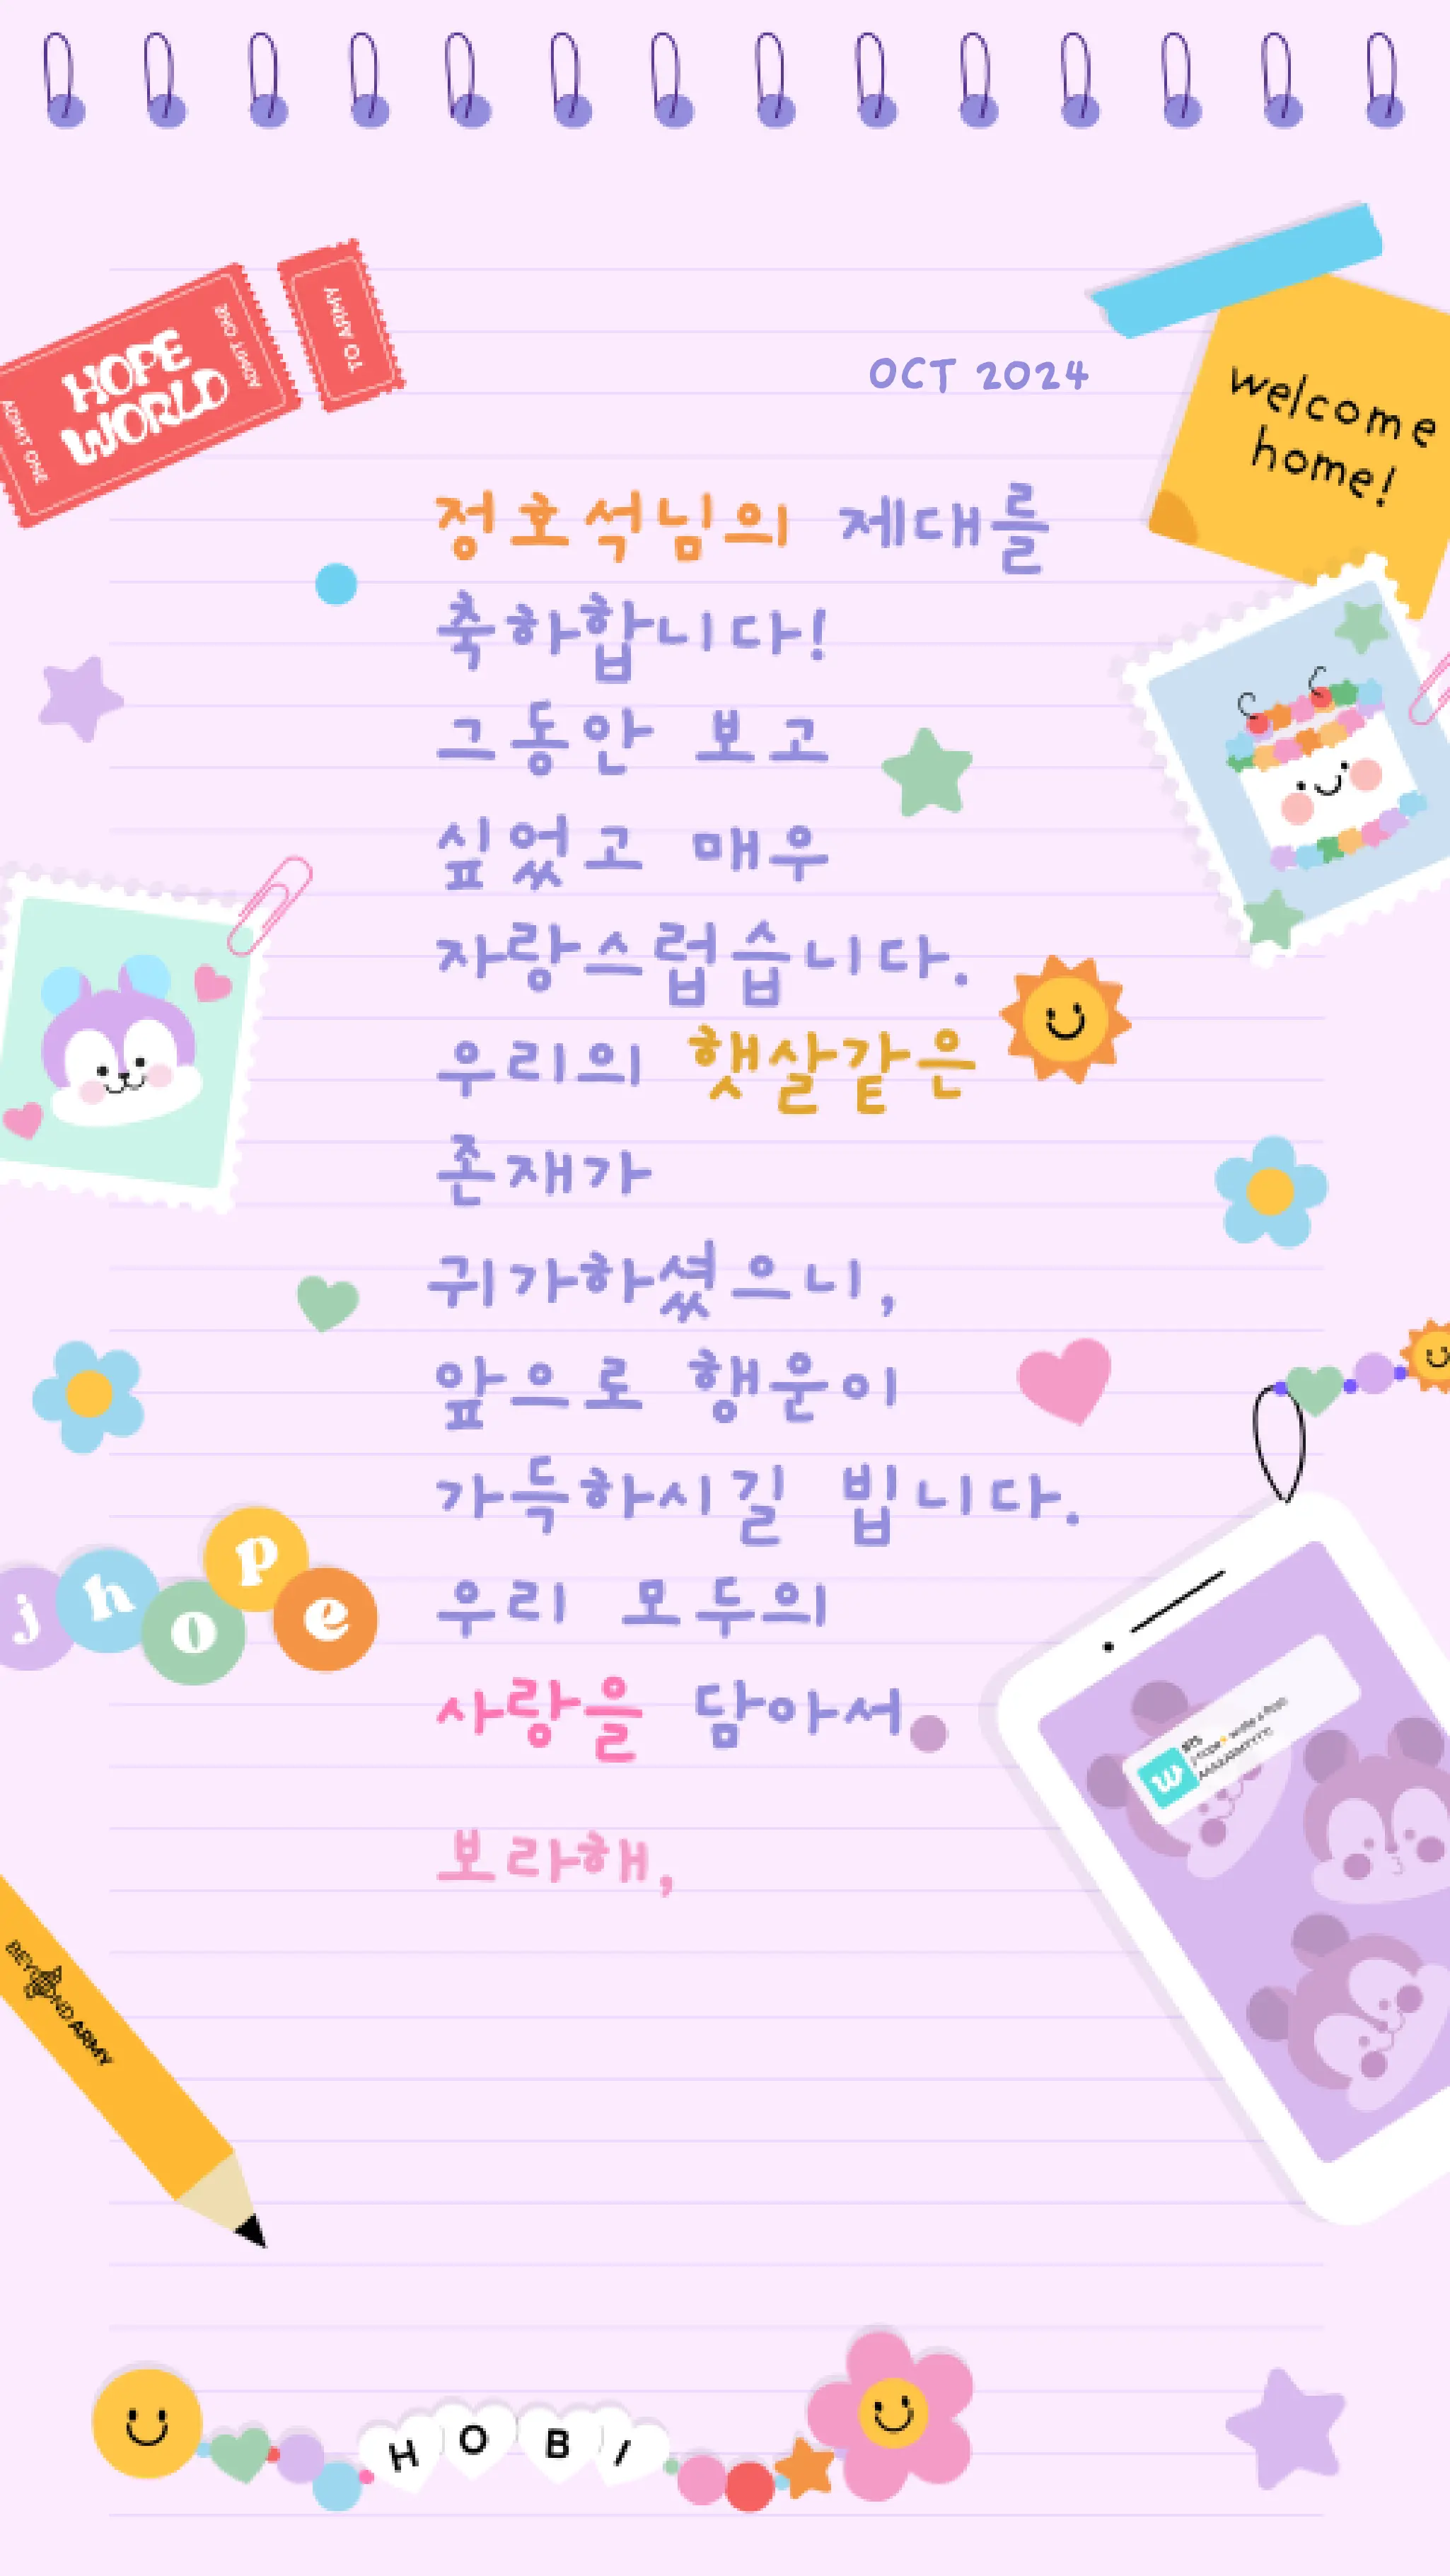 HOPE
WORLD
ADMIT ONE
ADMIT ONE
TO ARMY
OCT 2024
welcome
home!
정호석님의 제대를
축하합니다!
그동안 보고
싶었고 매우
자랑스럽습니다.
우리의 햇살같은
존재가
귀가하셨으니,
앞으로 행운이
가득하시길 빕니다.
우리 모두의
사랑을 담아서
보라해,
j h o p e
w
BTS
BEYOND ARMY
HOBI